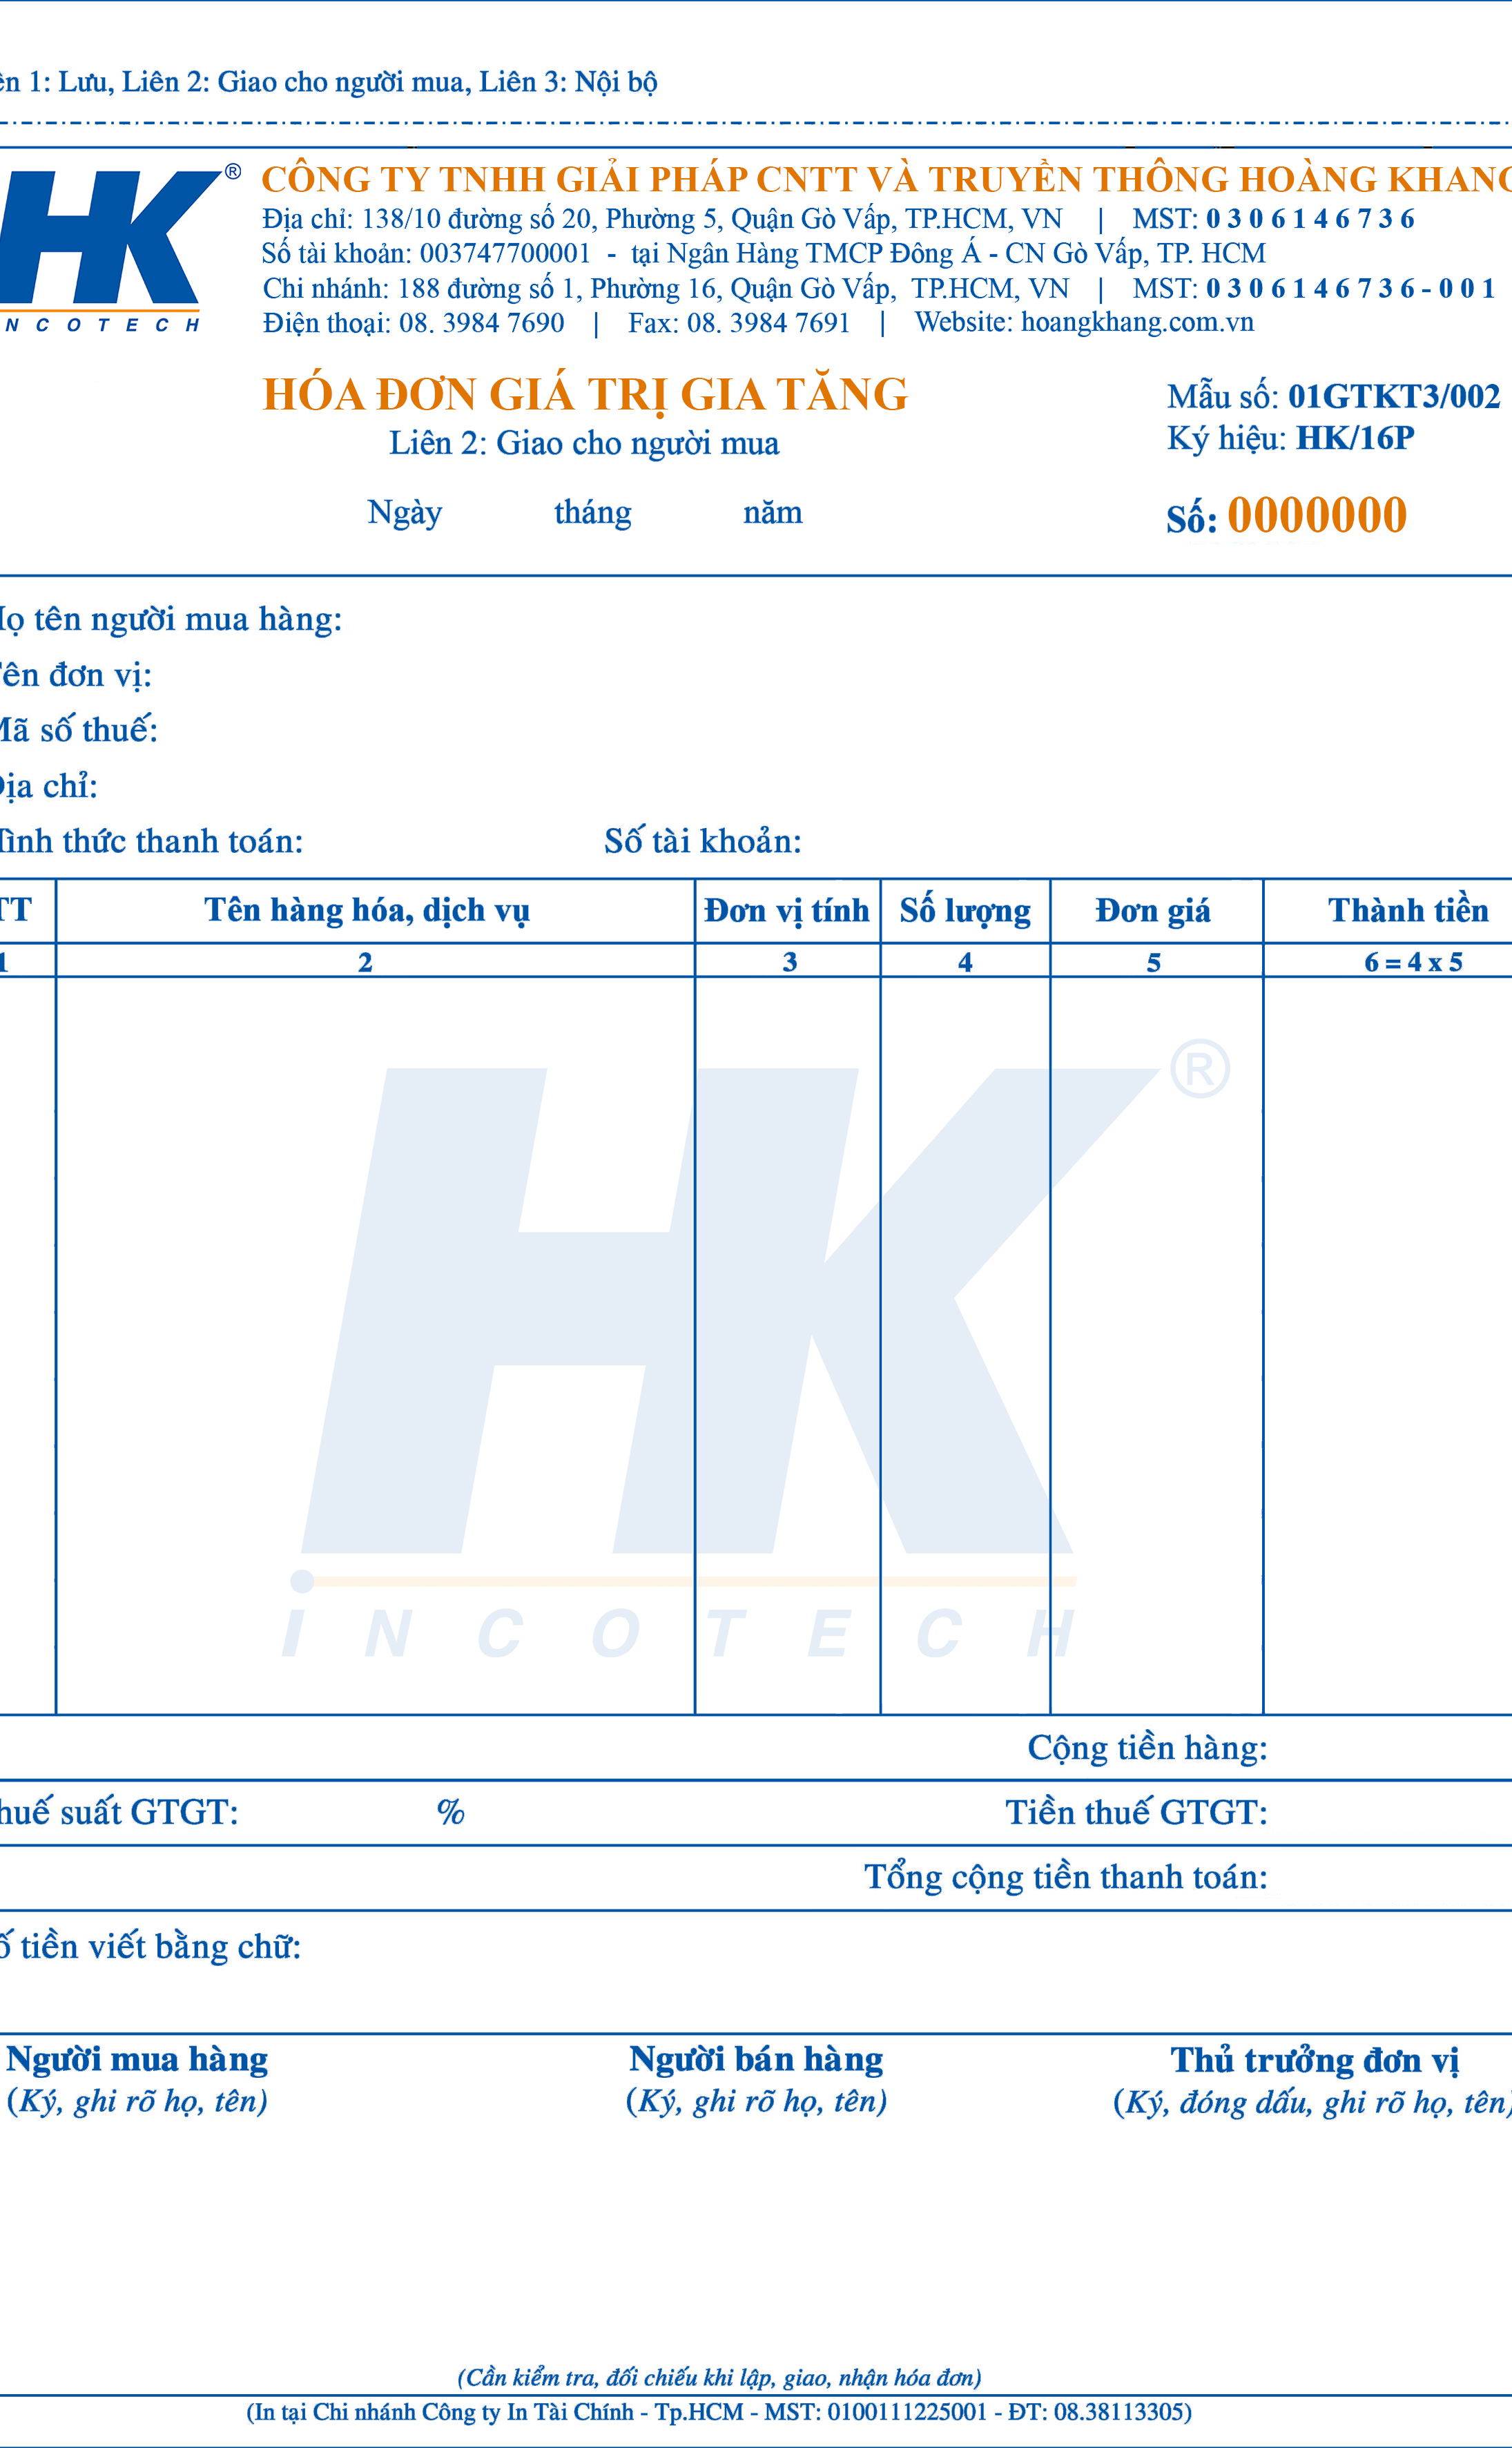 ên 1: Lưu, Liên 2: Giao cho người mua, Liên 3: Nội bộ
HK®
CÔNG TY TNHH GIẢI PHÁP CNTT VÀ TRUYỀN THÔNG HOÀNG KHANG
Địa chỉ: 138/10 đường số 20, Phường 5, Quận Gò Vấp, TP.HCM, VN | MST: 0 3 0 6 1 4 6 7 3 6
Số tài khoản: 003747700001 - tại Ngân Hàng TMCP Đông Á - CN Gò Vấp, TP. HCM
Chi nhánh: 188 đường số 1, Phường 16, Quận Gò Vấp, TP.HCM, VN | MST: 0 3 0 6 1 4 6 7 3 6 - 0 0 1
N C O T E C H
Điện thoại: 08. 3984 7690 | Fax: 08. 3984 7691 | Website: hoangkhang.com.vn
HÓA ĐƠN GIÁ TRỊ GIA TĂNG
Mẫu số: 01GTKT3/002
Liên 2: Giao cho người mua
Ký hiệu: HK/16P
Ngày tháng năm
Số: 0000000
Họ tên người mua hàng:
Tên đơn vị:
Mã số thuế:
Địa chỉ:
Hình thức thanh toán: Số tài khoản:
TT Tên hàng hóa, dịch vụ Đơn vị tính Số lượng Đơn giá Thành tiền
1 2 3 4 5 6 = 4 x 5
HK®
I N C O T E C H
Cộng tiền hàng:
huế suất GTGT: % Tiền thuế GTGT:
Tổng cộng tiền thanh toán:
ố tiền viết bằng chữ:
Người mua hàng Người bán hàng Thủ trưởng đơn vị
(Ký, ghi rõ họ, tên) (Ký, ghi rõ họ, tên) (Ký, đóng dấu, ghi rõ họ, tên)
(Cần kiểm tra, đối chiếu khi lập, giao, nhận hóa đơn)
(In tại Chi nhánh Công ty In Tài Chính - Tp.HCM - MST: 0100111225001 - ĐT: 08.38113305)